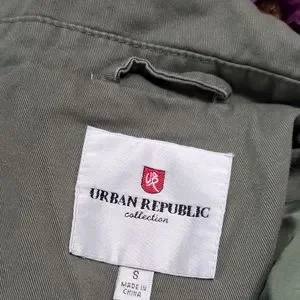 UR
URBAN REPUBLIC
collection
S
MADE IN
CHINA